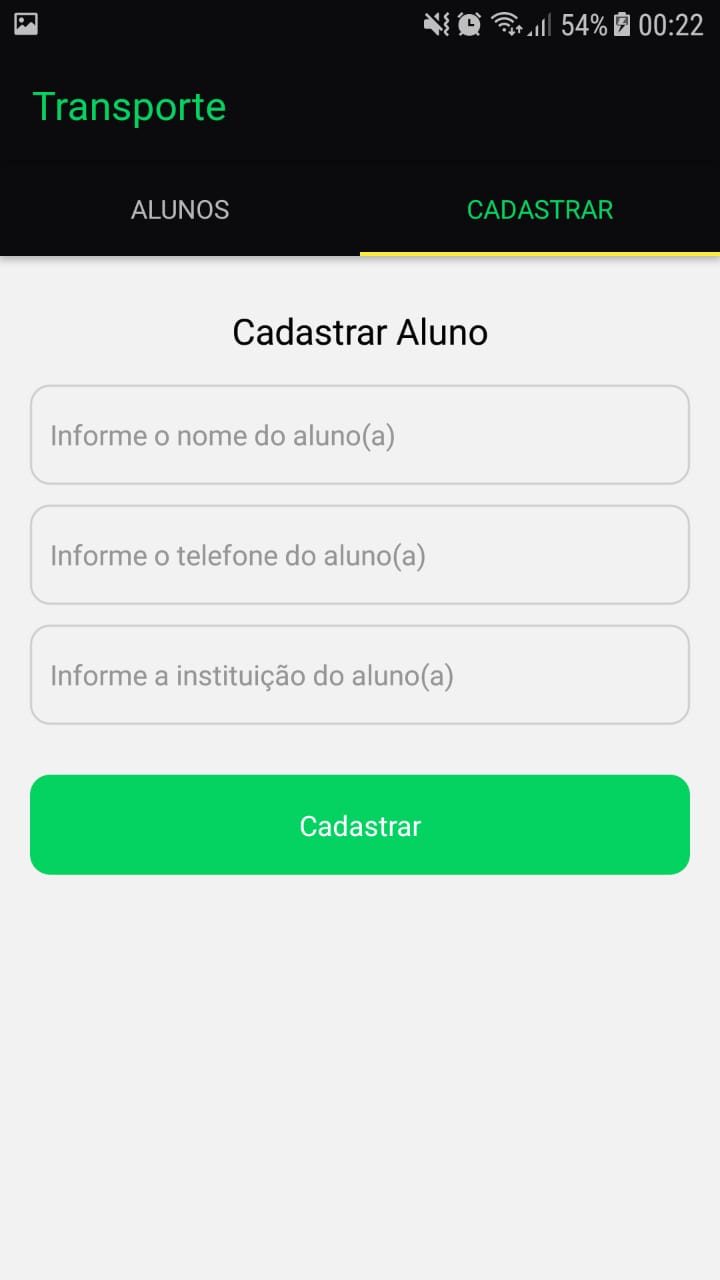 54% 00:22
Transporte
ALUNOS CADASTRAR
Cadastrar Aluno
Informe o nome do aluno(a)
Informe o telefone do aluno(a)
Informe a instituição do aluno(a)
Cadastrar